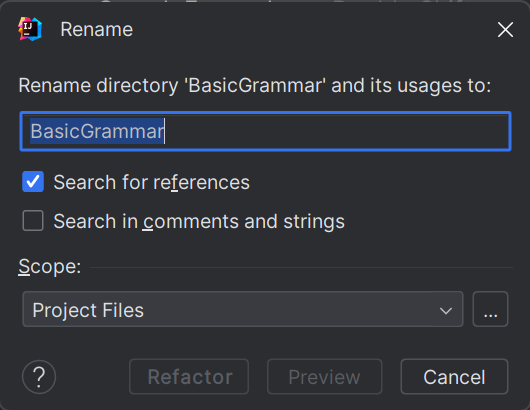 Rename
Rename directory 'BasicGrammar' and its usages to:
BasicGrammar
Search for references
Search in comments and strings
Scope:
Project Files
...
?
Refactor
Preview
Cancel